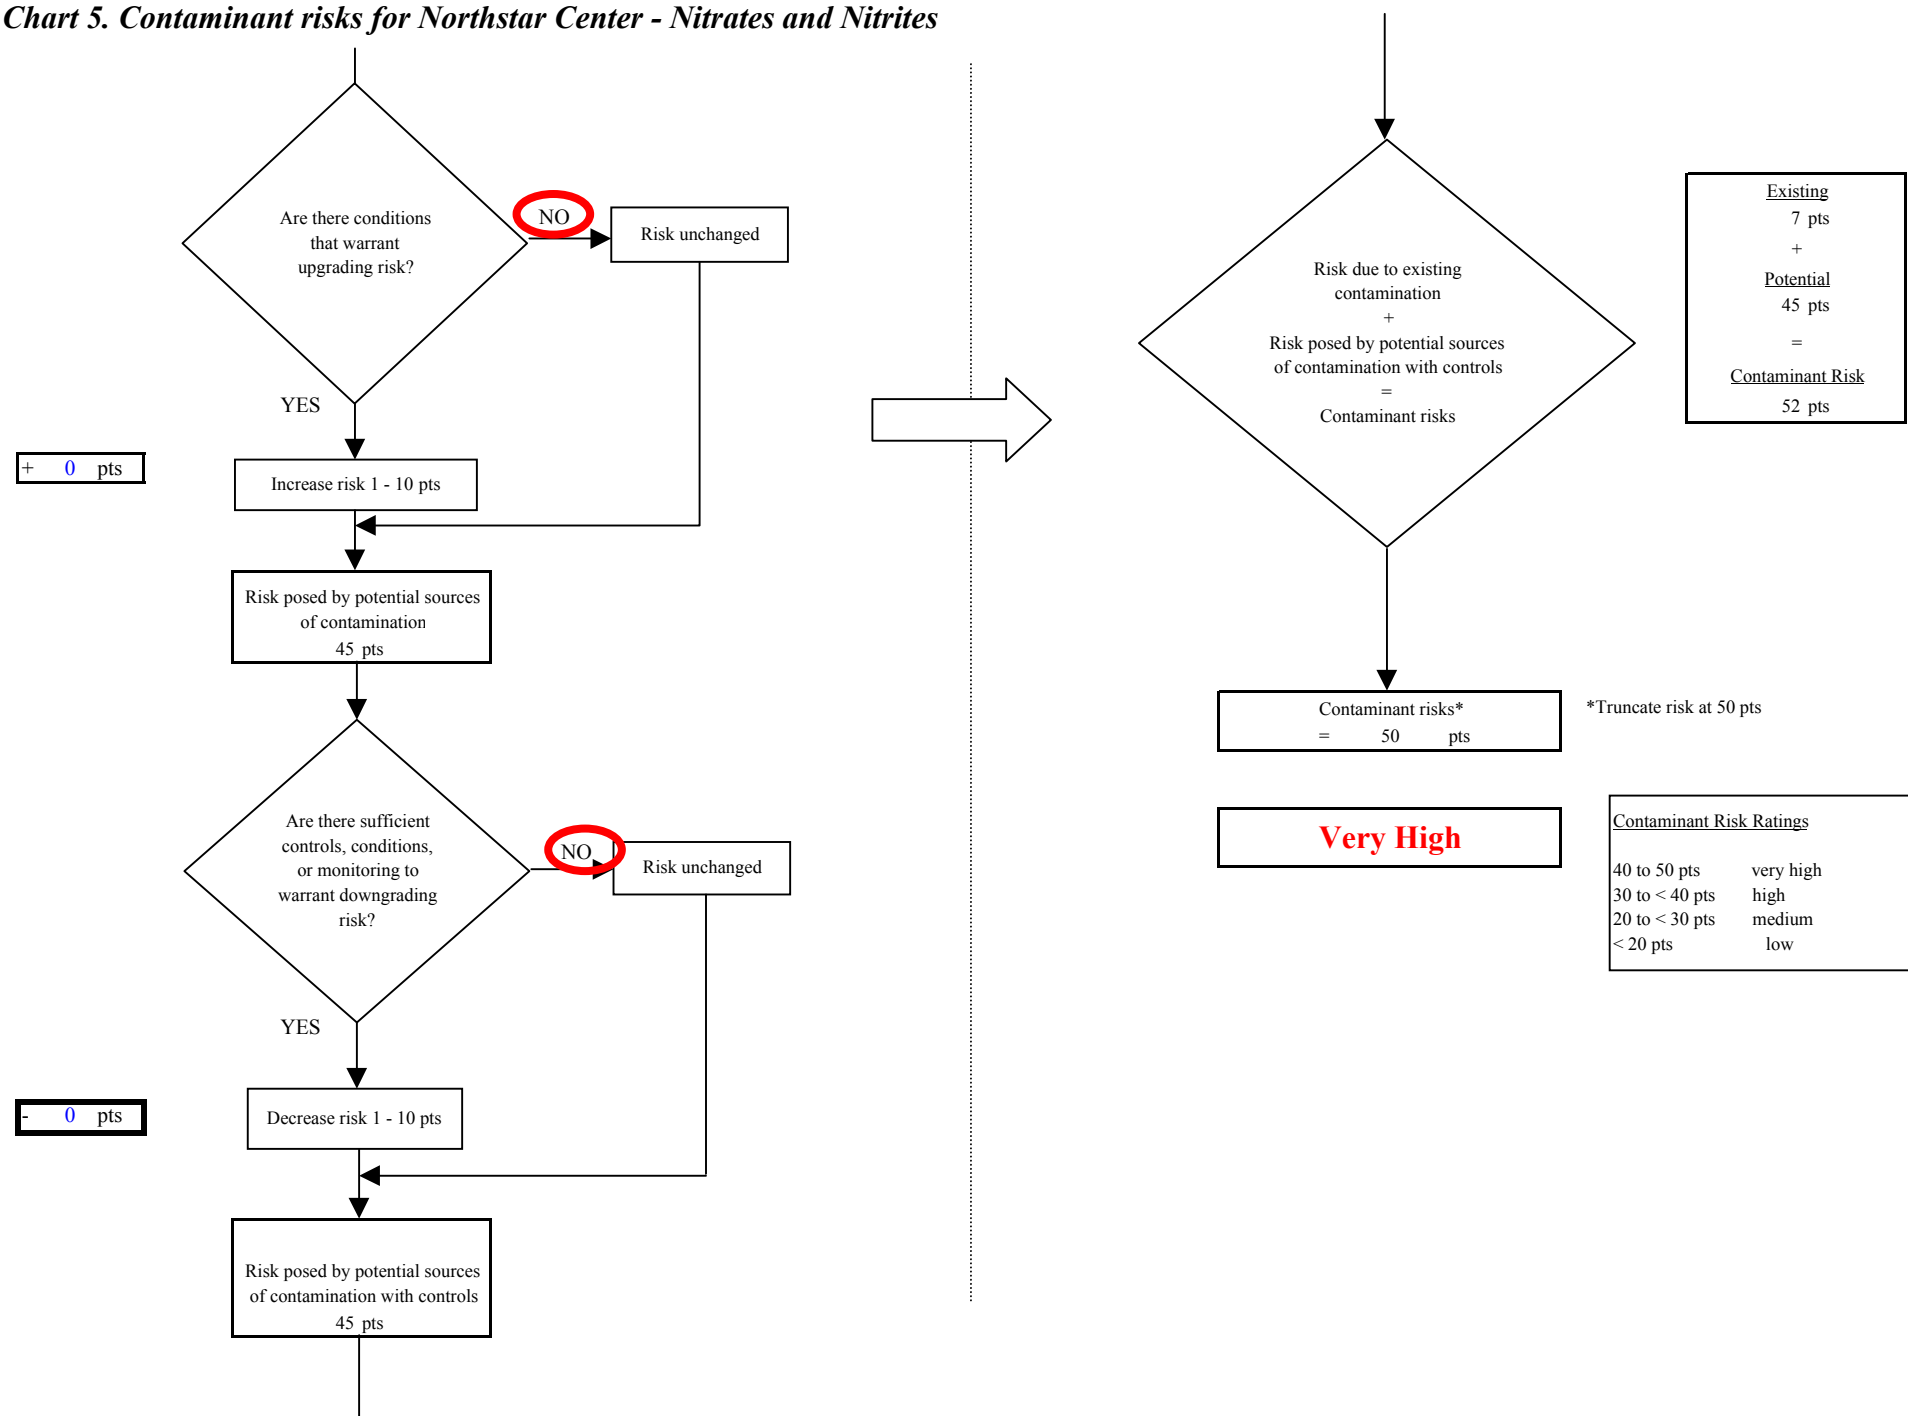 Chart 5. Contaminant risks for Northstar Center - Nitrates and Nitrites
Are there conditions
that warrant
upgrading risk?
NO
Risk unchanged
YES
+ 0 pts
Increase risk 1 - 10 pts
Risk posed by potential sources
of contamination
45 pts
Are there sufficient
controls, conditions,
or monitoring to
warrant downgrading
risk?
NO
Risk unchanged
YES
- 0 pts
Decrease risk 1 - 10 pts
Risk posed by potential sources
of contamination with controls
45 pts
Risk due to existing
contamination
+
Risk posed by potential sources
of contamination with controls
=
Contaminant risks
Existing
7 pts
+
Potential
45 pts
=
Contaminant Risk
52 pts
Contaminant risks*
= 50 pts
*Truncate risk at 50 pts
Very High
Contaminant Risk Ratings
40 to 50 pts very high
30 to < 40 pts high
20 to < 30 pts medium
< 20 pts low